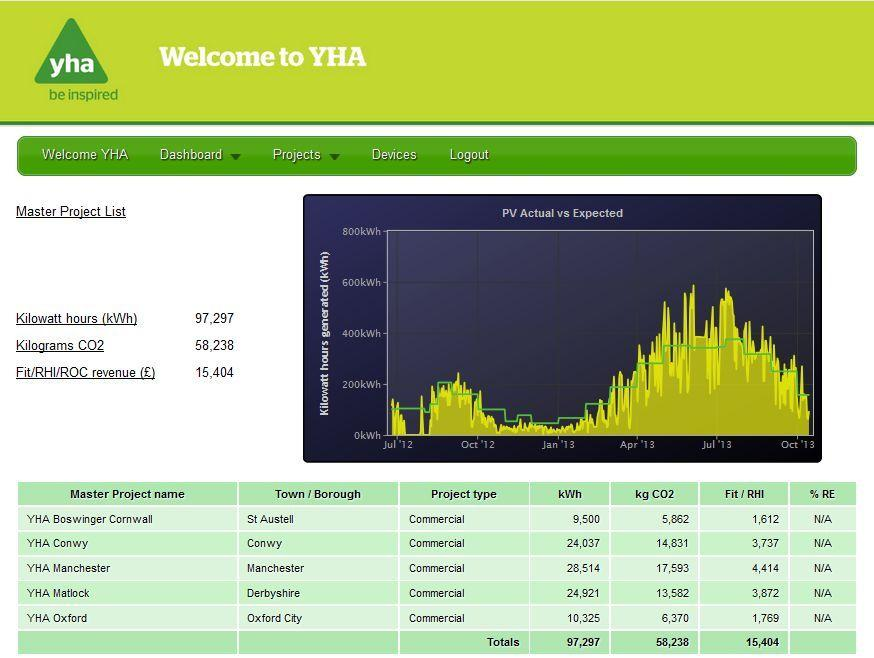 yha
be inspired
Welcome to YHA
Welcome YHA Dashboard Projects Devices Logout
Master Project List
Kilowatt hours (kWh) 97,297
Kilograms CO2 58,238
Fit/RHI/ROC revenue (£) 15,404
PV Actual vs Expected
Kilowatt hours generated (kWh)
800kWh
600kWh
400kWh
200kWh
0kWh
Jul '12 Oct '12 Jan '13 Apr '13 Jul '13 Oct '13
Master Project name Town / Borough Project type kWh kg CO2 Fit / RHI % RE
YHA Boswinger Cornwall St Austell Commercial 9,500 5,862 1,612 N/A
YHA Conwy Conwy Commercial 24,037 14,831 3,737 N/A
YHA Manchester Manchester Commercial 28,514 17,593 4,414 N/A
YHA Matlock Derbyshire Commercial 24,921 13,582 3,872 N/A
YHA Oxford Oxford City Commercial 10,325 6,370 1,769 N/A
Totals 97,297 58,238 15,404